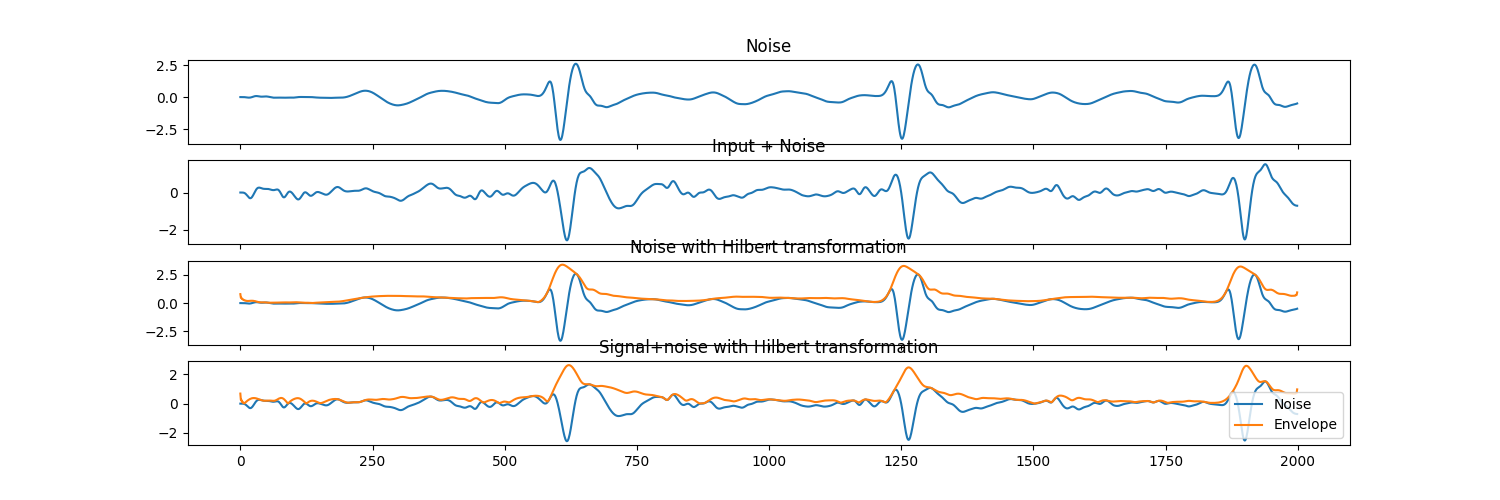 Noise
2.5
0.0
−2.5
Input + Noise
0
−2
Noise with Hilbert transformation
2.5
0.0
−2.5
Signal+noise with Hilbert transformation
2
0
−2
Noise
Envelope
0 250 500 750 1000 1250 1500 1750 2000